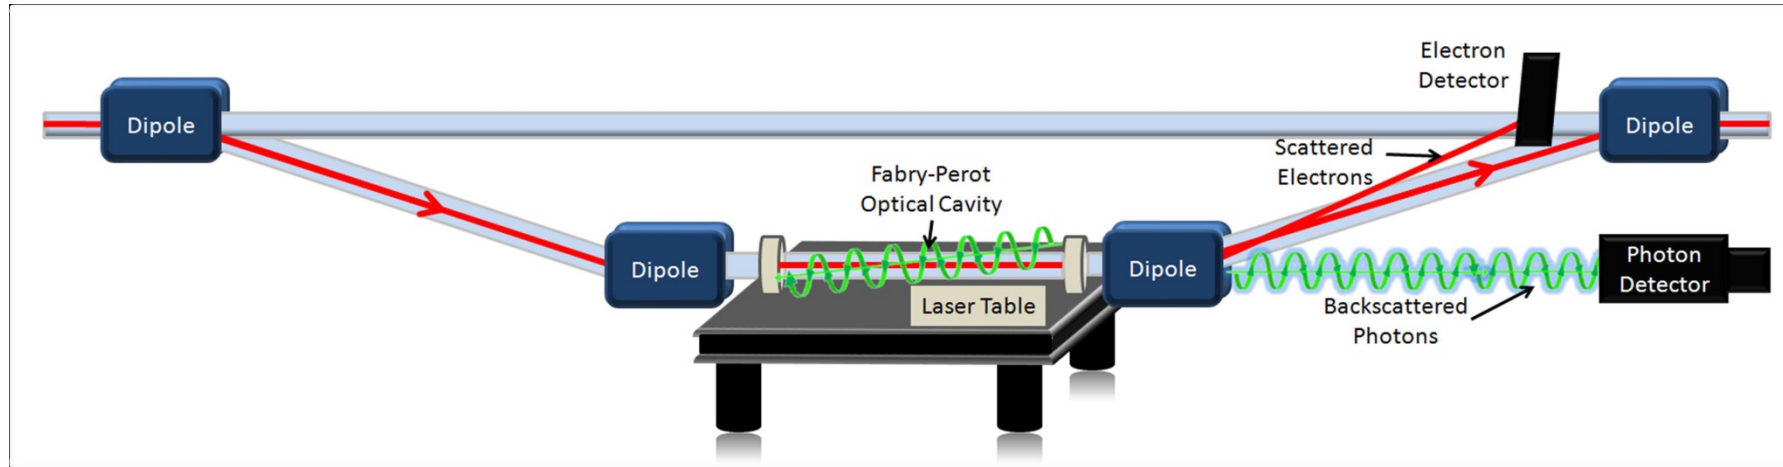 Electron
Detector
Dipole
Dipole
Scattered
Electrons
Fabry-Perot
Optical Cavity
Dipole
Dipole
Photon
Detector
Laser Table
Backscattered
Photons